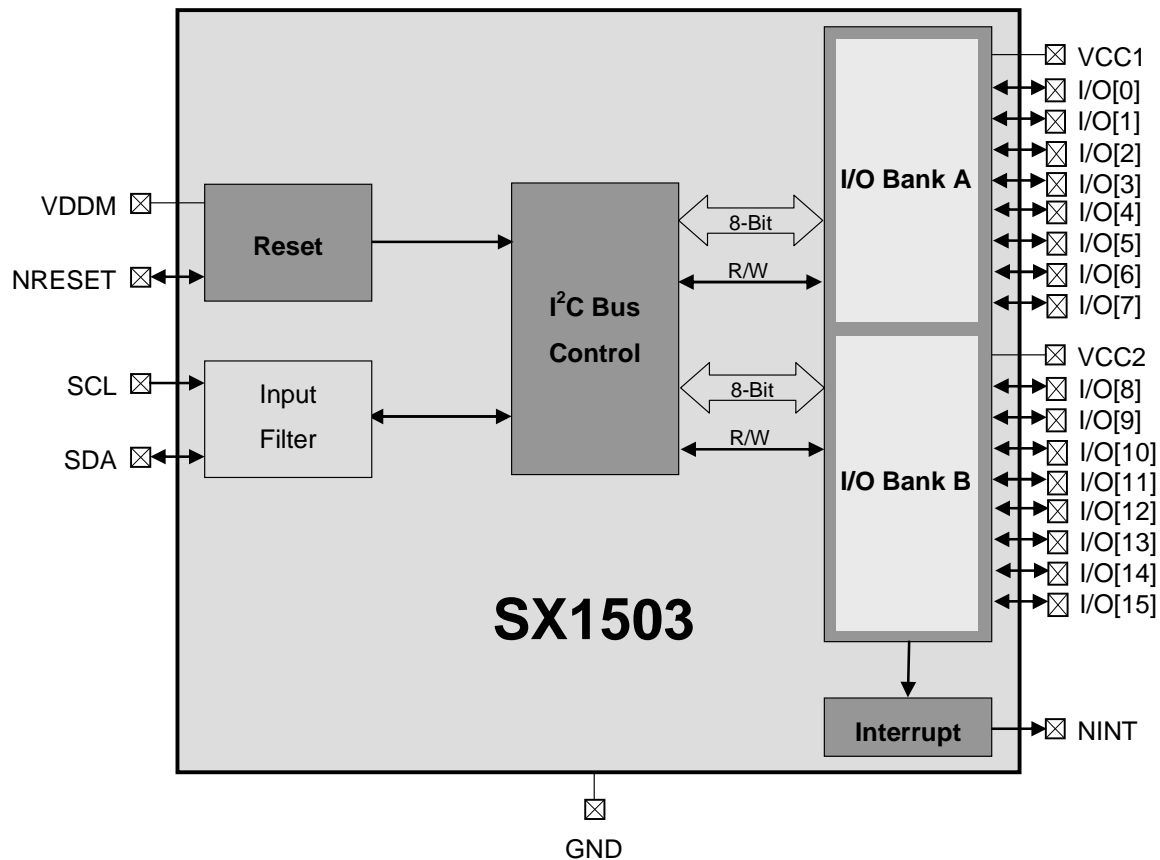 VDDM
NRESET
SCL
SDA
Reset
Input
Filter
I²C Bus
Control
8-Bit
R/W
8-Bit
R/W
I/O Bank A
I/O Bank B
VCC1
I/O[0]
I/O[1]
I/O[2]
I/O[3]
I/O[4]
I/O[5]
I/O[6]
I/O[7]
VCC2
I/O[8]
I/O[9]
I/O[10]
I/O[11]
I/O[12]
I/O[13]
I/O[14]
I/O[15]
SX1503
Interrupt
NINT
GND